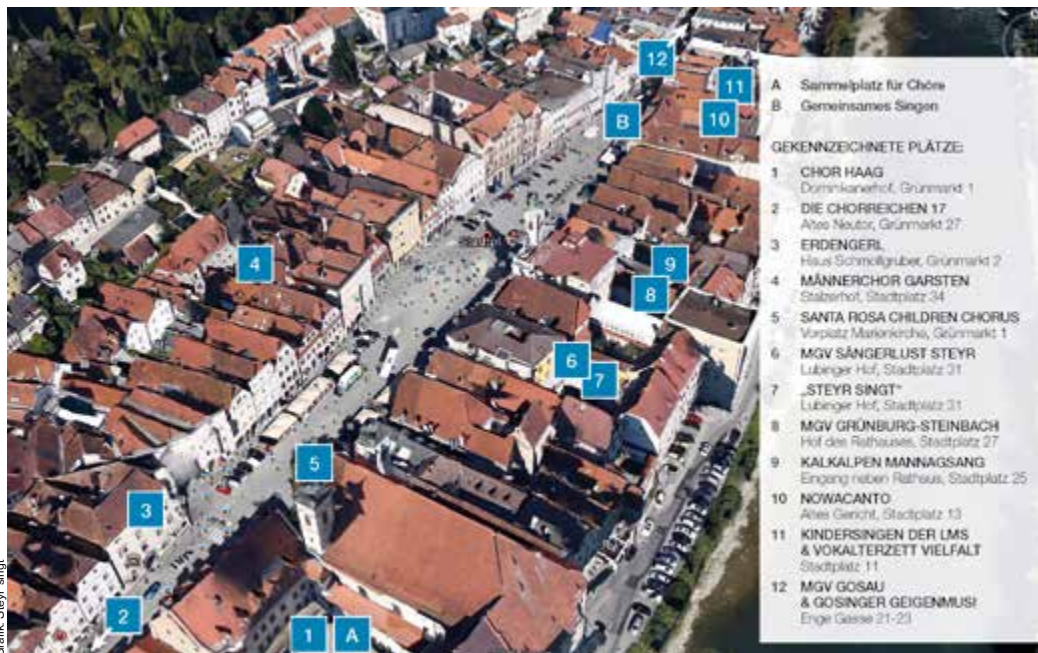 A Sammelplatz für Chöre
B Gemeinsames Singen
GEKENNZEICHNETE PLÄTZE:
1 CHOR HAAG
Dominikanerhof, Grünmarkt 1
2 DIE CHORREICHEN 17
Altes Neutor, Grünmarkt 27
3 ERDENGERL
Haus Schmollgruber, Grünmarkt 2
4 MÄNNERCHOR GARSTEN
Stalzerhof, Stadtplatz 34
5 SANTA ROSA CHILDREN CHORUS
Vorplatz Marienkirche, Grünmarkt 1
6 MGV SÄNGERLUST STEYR
Lubinger Hof, Stadtplatz 31
7 „STEYR SINGT“
Lubinger Hof, Stadtplatz 31
8 MGV GRÜNBURG-STEINBACH
Hof des Rathauses, Stadtplatz 27
9 KALKALPEN MANNAGSANG
Eingang neben Rathaus, Stadtplatz 25
10 NOWACANTO
Altes Gericht, Stadtplatz 13
11 KINDERSINGEN DER LMS
& VOKALTERZETT VIELFALT
Stadtplatz 11
12 MGV GOSAU
& GOSINGER GEIGENMUSI
Enge Gasse 21-23
12
11
10
B
4
9
8
6
7
5
3
2
1 A
Grafik: Steyr singt